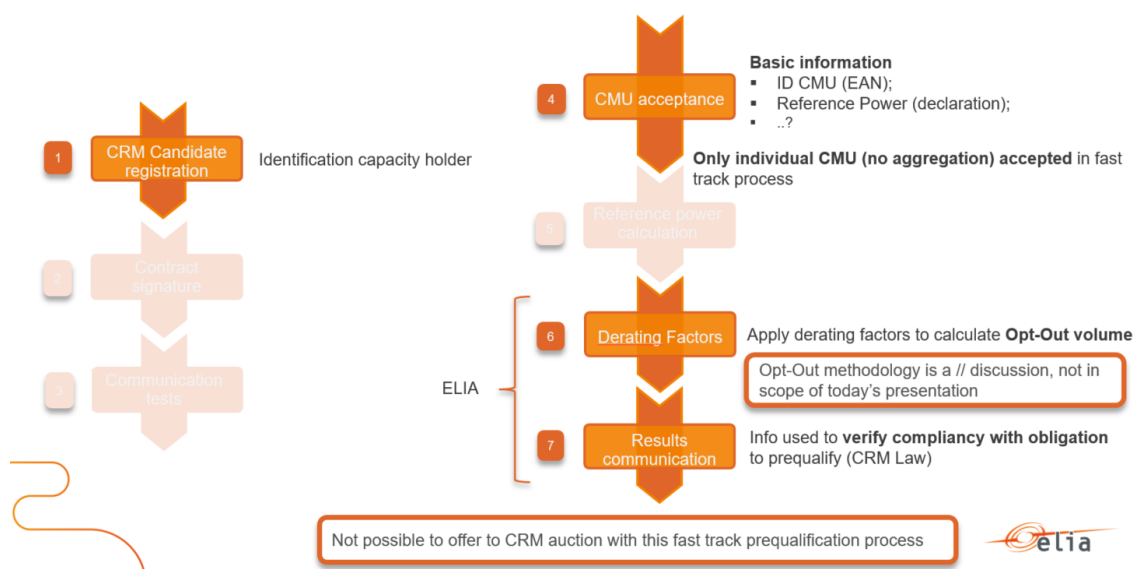 1
CRM Candidate
registration
Identification capacity holder
2
Contract
signature
3
Communication
tests
4
CMU acceptance
Basic information
▪ ID CMU (EAN);
▪ Reference Power (declaration);
▪ ..?
Only individual CMU (no aggregation) accepted in fast
track process
5
Reference power
calculation
ELIA
6
Derating Factors
Apply derating factors to calculate Opt-Out volume
Opt-Out methodology is a // discussion, not in
scope of today's presentation
7
Results
communication
Info used to verify compliancy with obligation
to prequalify (CRM Law)
Not possible to offer to CRM auction with this fast track prequalification process
elia